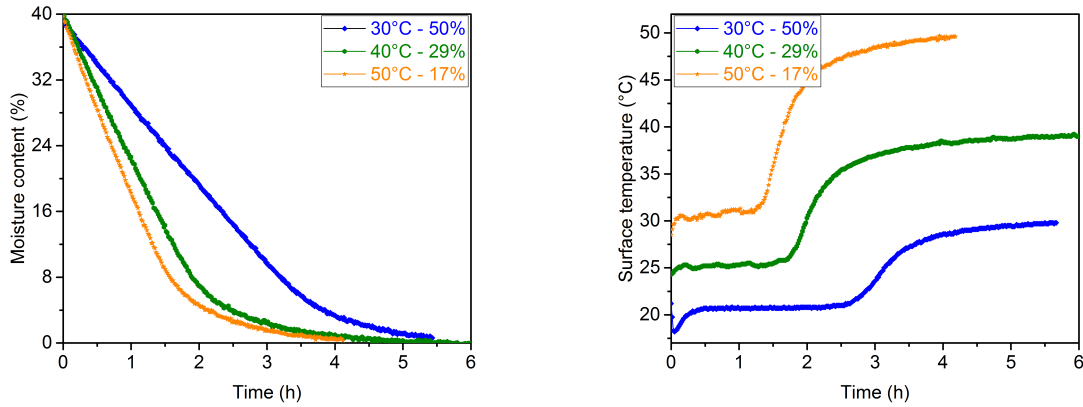 40
32
24
16
8
0
Moisture content (%)
30°C - 50%
40°C - 29%
50°C - 17%
0 1 2 3 4 5 6
Time (h)
50
45
40
35
30
25
20
Surface temperature (°C)
30°C - 50%
40°C - 29%
50°C - 17%
0 1 2 3 4 5 6
Time (h)